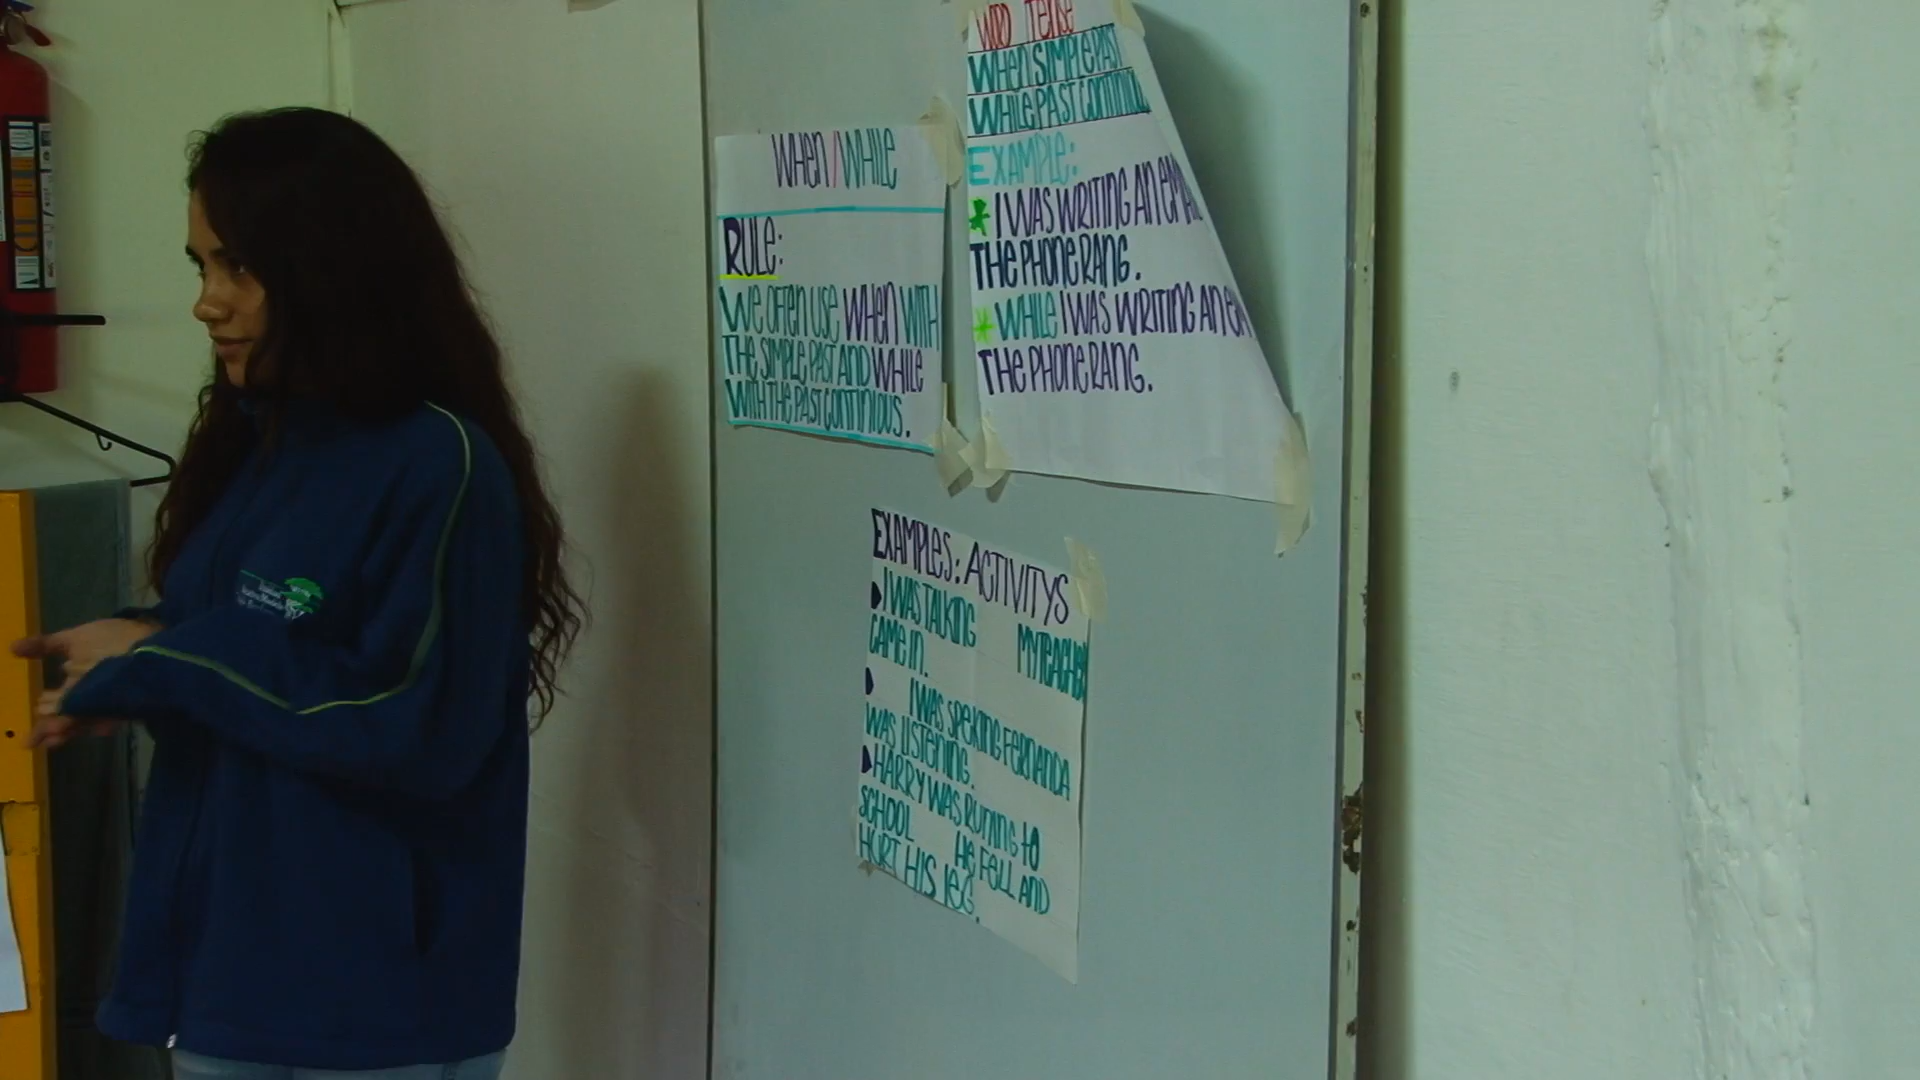 WHEN/WHILE
RULE:
WE OFTEN USE WHEN WITH
THE SIMPLE PAST AND WHILE
WITH THE PAST CONTINIOUS.
TENSE
WHEN SIMPLE PAST
WHILE PAST CONTINIOU
EXAMPLE:
* I WAS WRITING AN EMAIL
THE PHONE RANG.
* WHILE I WAS WRITING AN EM
THE PHONE RANG.
EXAMPLES: ACTIVITYS
I WAS TALKING MY TEACHER
CAME IN.
I WAS SPEKING FERNANDA
WAS LISTENING.
HARRY WAS RUNING TO
SCHOOL HE FELL AND
HURT HIS LEG.